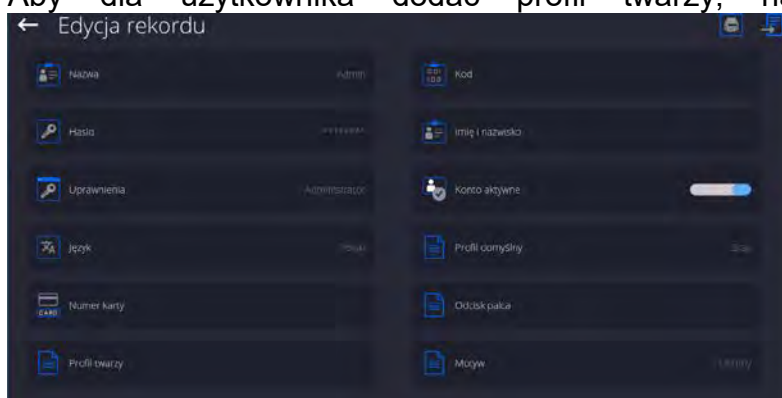 Aby dla użytkownika dodać profil twarzy,
Edycja rekordu
Nazwa Admin
Kod
Hasło ********
Imię i nazwisko
Uprawnienia Administrator
Konto aktywne
Język
Profil domyślny
Numer karty
CARD
Odcisk palca
Profil twarzy
Motyw